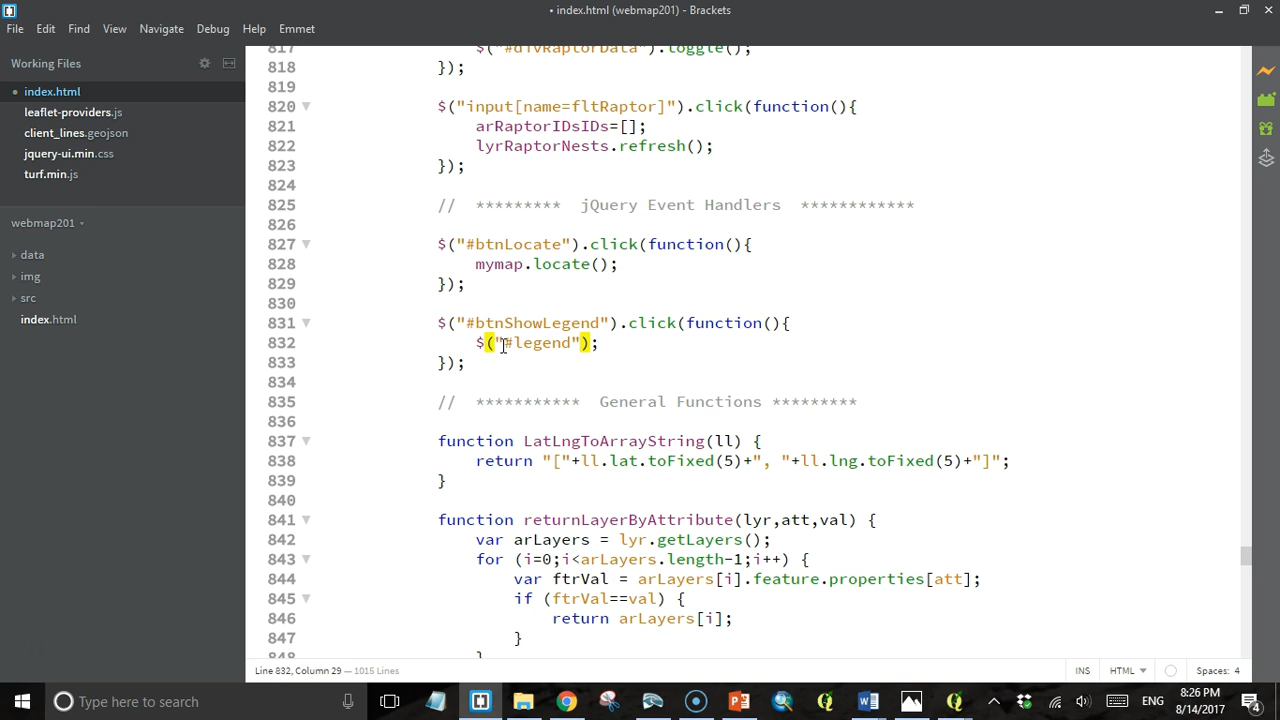 • index.html (webmap201) - Brackets
File Edit Find View Navigate Debug Help Emmet
Working Files
• index.html
leaflet-providers.js
client_lines.geojson
jquery-ui.min.css
turf.min.js
webmap201
data
img
src
index.html
817 $("#divRaptorData").toggle();
818 });
819
820 $("input[name=fltRaptor]").click(function(){
821 arRaptorIDsIDs=[];
822 lyrRaptorNests.refresh();
823 });
824
825 // ********* jQuery Event Handlers ************
826
827 $("#btnLocate").click(function(){
828 mymap.locate();
829 });
830
831 $("#btnShowLegend").click(function(){
832 $("#legend");
833 });
834
835 // *********** General Functions *********
836
837 function LatLngToArrayString(ll) {
838 return "["+ll.lat.toFixed(5)+", "+ll.lng.toFixed(5)+"]";
839 }
840
841 function returnLayerByAttribute(lyr,att,val) {
842 var arLayers = lyr.getLayers();
843 for (i=0;i<arLayers.length-1;i++) {
844 var ftrVal = arLayers[i].feature.properties[att];
845 if (ftrVal==val) {
846 return arLayers[i];
847 }
848 }
Line 832, Column 29 — 1015 Lines INS HTML Spaces: 4
Type here to search ENG 8:26 PM
8/14/2017
4